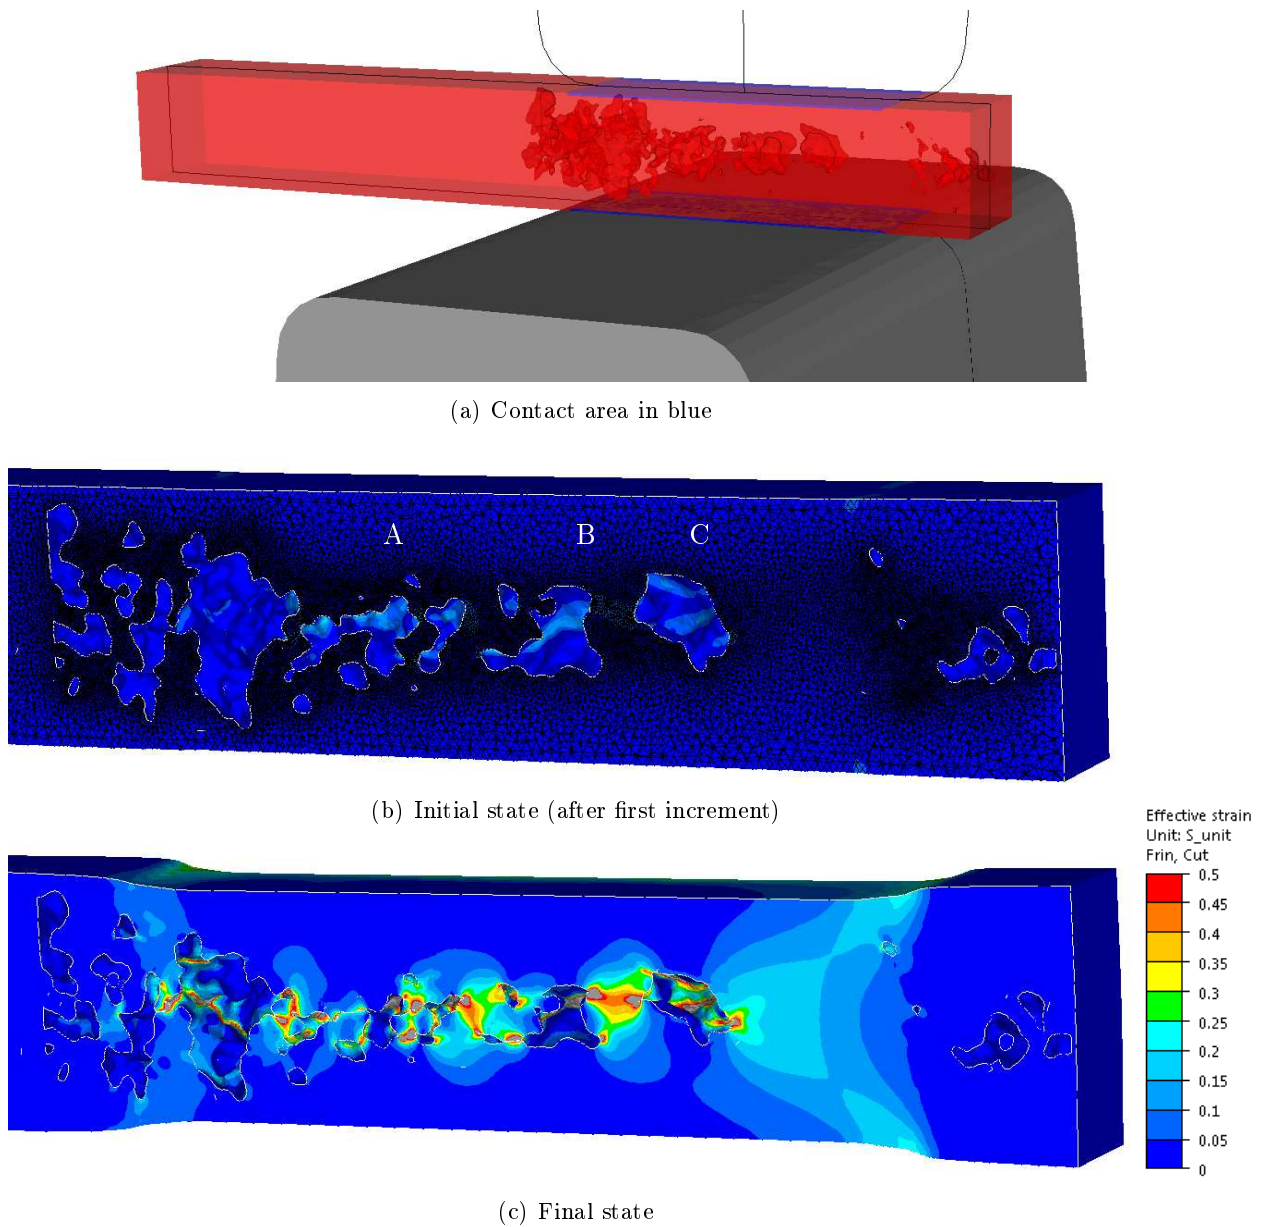 (a) Contact area in blue
A B C
(b) Initial state (after first increment)
Effective strain
Unit: S_unit
Frin, Cut
0.5
0.45
0.4
0.35
0.3
0.25
0.2
0.15
0.1
0.05
0
(c) Final state